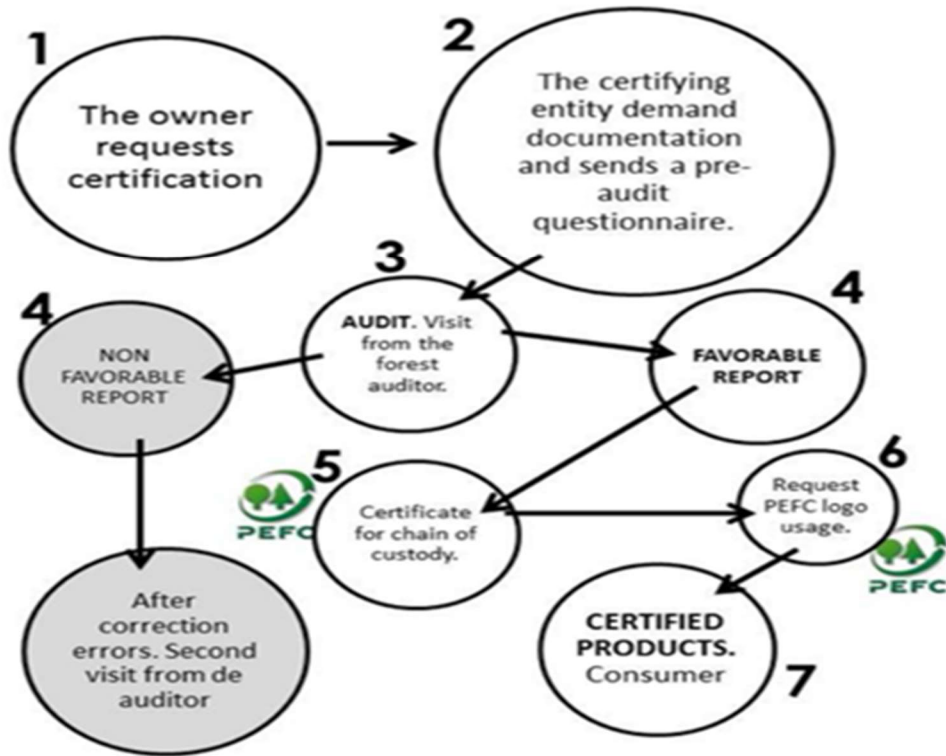 1
The owner
requests
certification
2
The certifying
entity demand
documentation
and sends a pre-
audit
questionnaire.
3
AUDIT. Visit
from the
forest
auditor.
4
NON
FAVORABLE
REPORT
4
FAVORABLE
REPORT
After
correction
errors. Second
visit from de
auditor
5
PEFC
Certificate
for chain of
custody.
6
Request
PEFC logo
usage.
PEFC
CERTIFIED
PRODUCTS.
Consumer
7